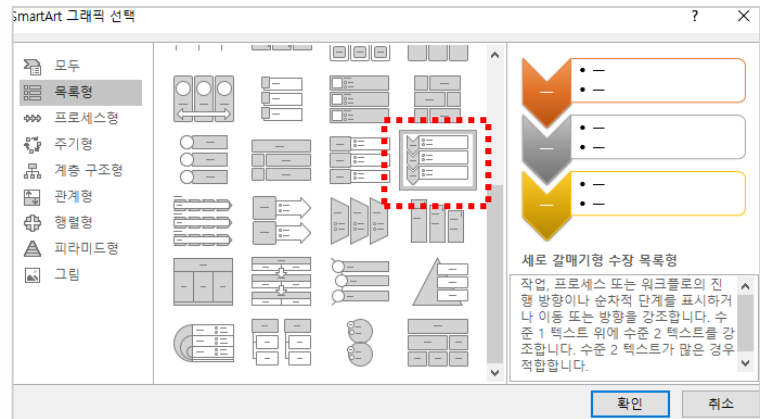 SmartArt 그래픽 선택
?
모두
목록형
프로세스형
주기형
계층 구조형
관계형
행렬형
피라미드형
그림
세로 갈매기형 수장 목록형
작업, 프로세스 또는 워크플로의 진
행 방향이나 순차적 단계를 표시하거
나 이동 또는 방향을 강조합니다. 수
준 1 텍스트 위에 수준 2 텍스트를 강
조합니다. 수준 2 텍스트가 많은 경우
적합합니다.
확인
취소